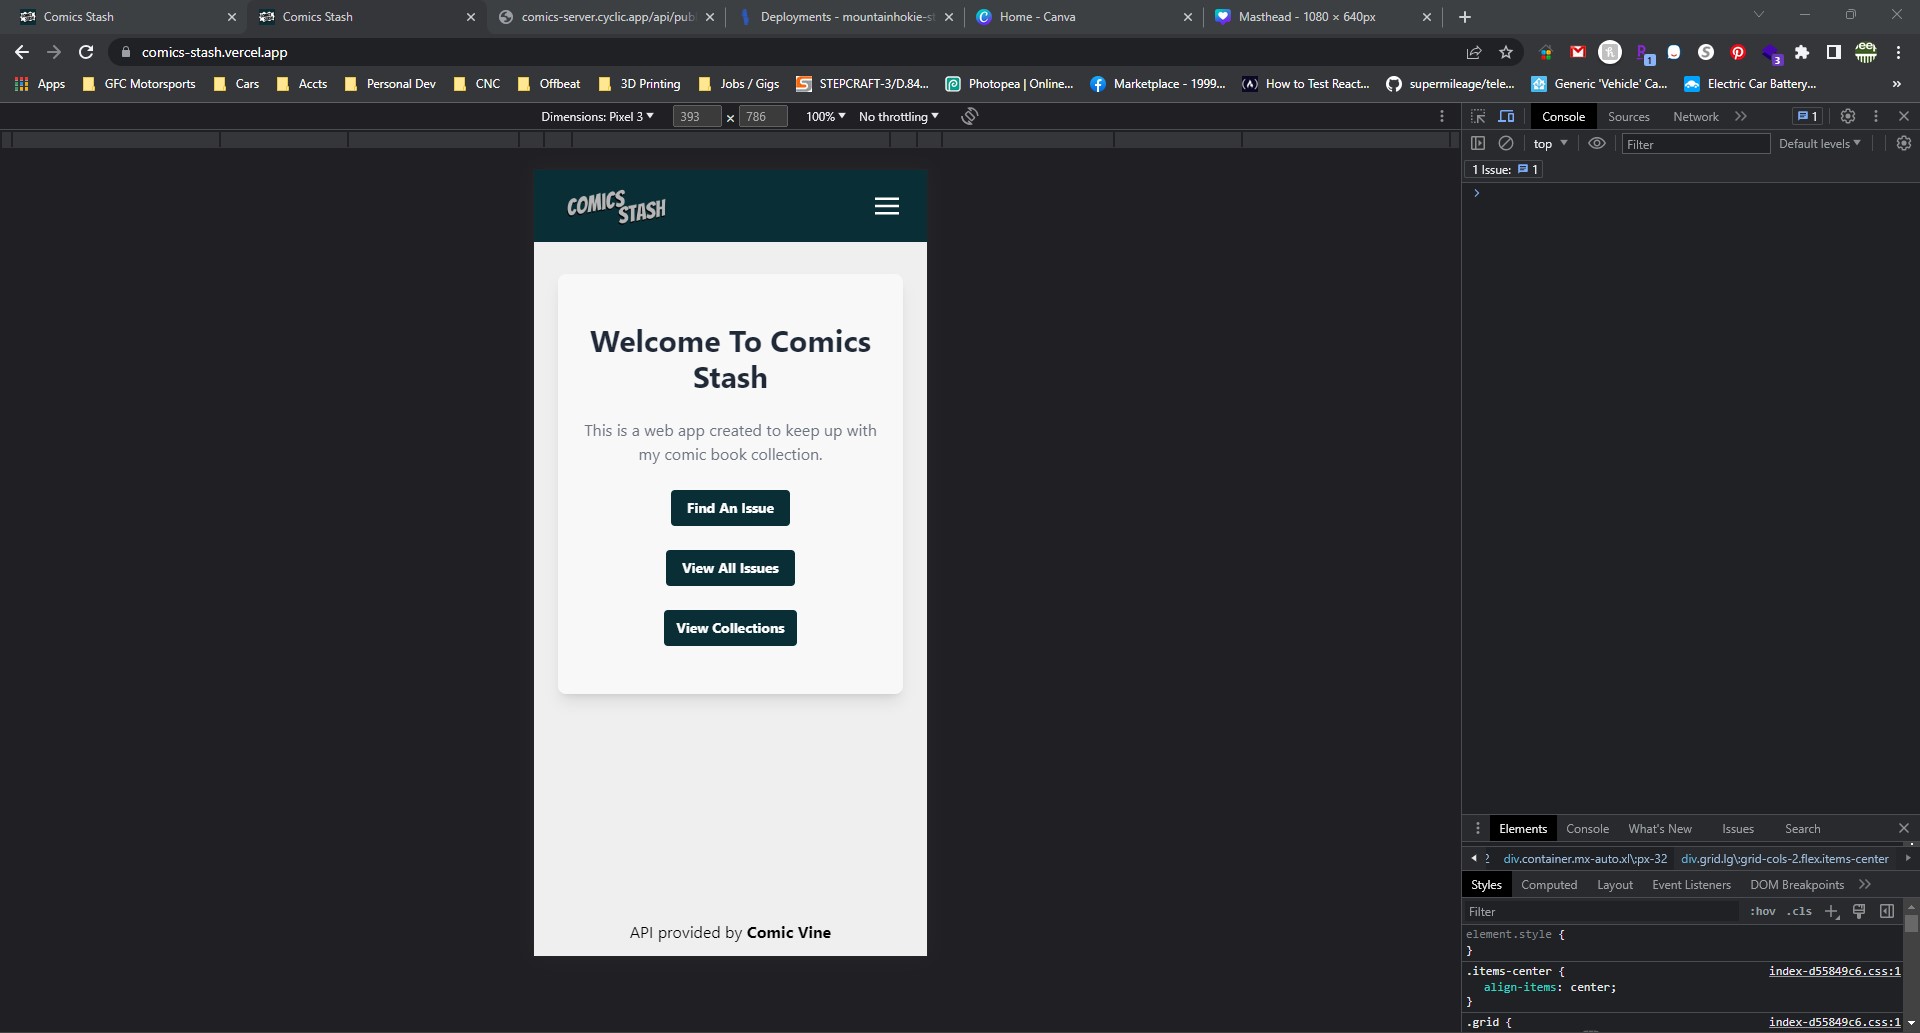 Comics Stash
Comics Stash
comics-server.cyclic.app/api/publ
Deployments - mountainhokie-st
Home - Canva
Masthead - 1080 × 640px
comics-stash.vercel.app
1
3
Apps
GFC Motorsports
Cars
Accts
Personal Dev
CNC
Offbeat
3D Printing
Jobs / Gigs
STEPCRAFT-3/D.84...
Photopea | Online...
Marketplace - 1999...
How to Test React...
supermileage/tele...
Generic 'Vehicle' Ca...
Electric Car Battery...
»
Dimensions: Pixel 3
393
×
786
100%
No throttling
Console
Sources
Network
1
top
Filter
Default levels
1 Issue:
1
COMICS
STASH
Welcome To Comics
Stash
This is a web app created to keep up with
my comic book collection.
Find An Issue
View All Issues
View Collections
API provided by Comic Vine
Elements
Console
What's New
Issues
Search
2
div.container.mx-auto.xl\:px-32
div.grid.lg\:grid-cols-2.flex.items-center
Styles
Computed
Layout
Event Listeners
DOM Breakpoints
Filter
:hov
.cls
element.style {
}
.items-center {
index-d55849c6.css:1
align-items: center;
}
.grid {
index-d55849c6.css:1